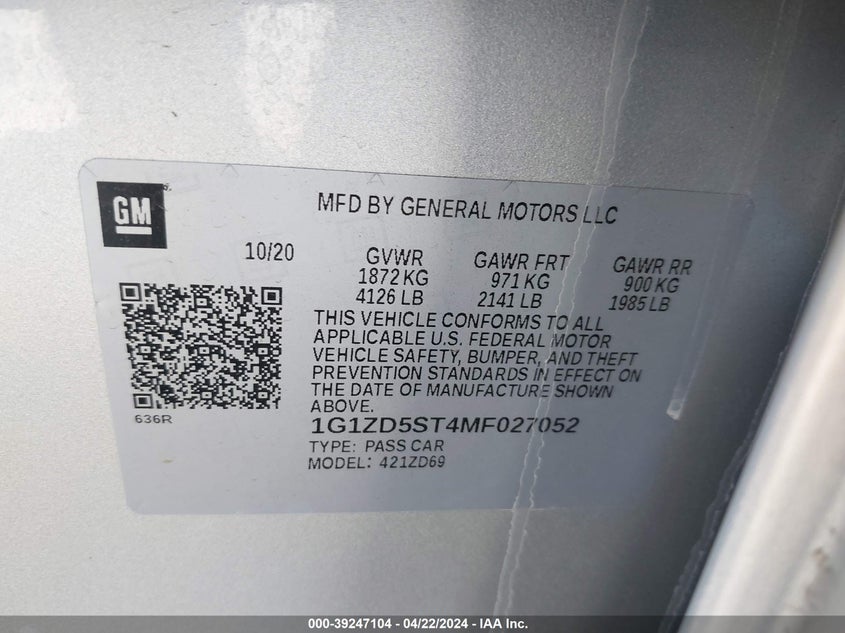 GM
MFD BY GENERAL MOTORS LLC
10/20 GVWR GAWR FRT GAWR RR
1872 KG 971 KG 900 KG
4126 LB 2141 LB 1985 LB
THIS VEHICLE CONFORMS TO ALL
APPLICABLE U.S. FEDERAL MOTOR
VEHICLE SAFETY, BUMPER, AND THEFT
PREVENTION STANDARDS IN EFFECT ON
THE DATE OF MANUFACTURE SHOWN
ABOVE.
636R
1G1ZD5ST4MF027052
TYPE: PASS CAR
MODEL: 421ZD69
000-39247104 - 04/22/2024 - IAA Inc.